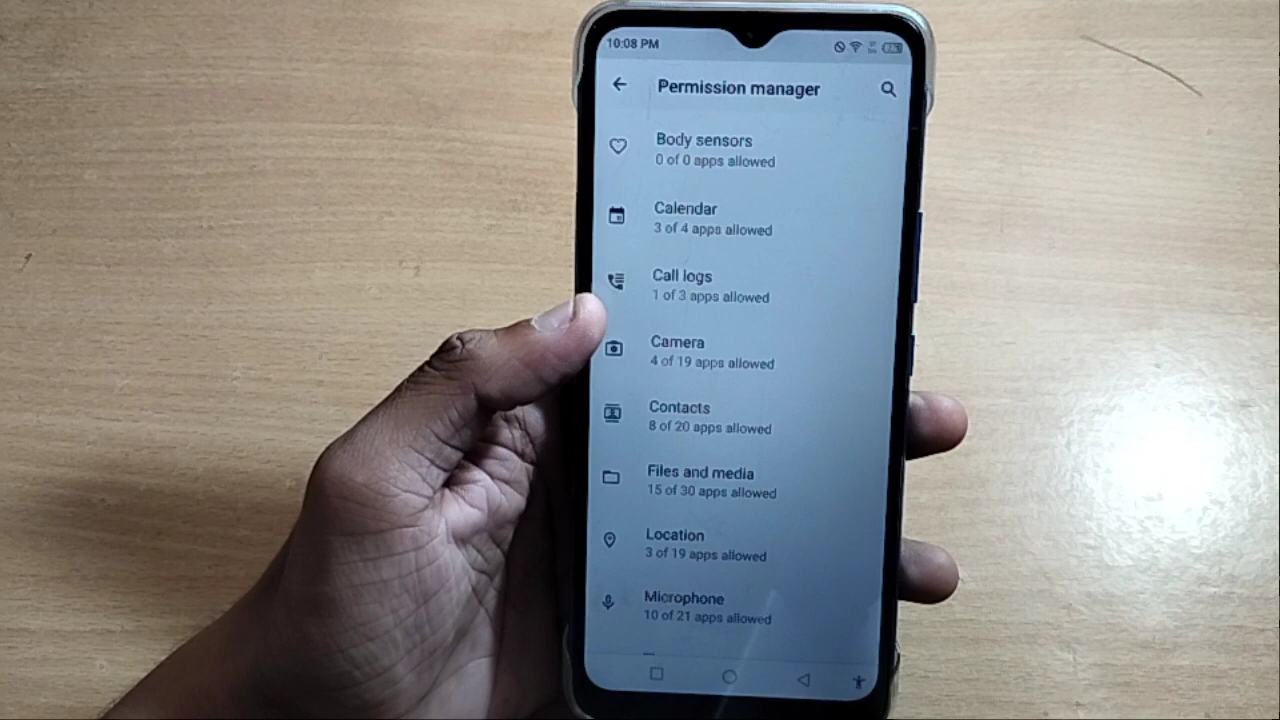 10:08 PM
Permission manager
Body sensors
0 of 0 apps allowed
Calendar
3 of 4 apps allowed
Call logs
1 of 3 apps allowed
Camera
4 of 19 apps allowed
Contacts
8 of 20 apps allowed
Files and media
15 of 30 apps allowed
Location
3 of 19 apps allowed
Microphone
10 of 21 apps allowed